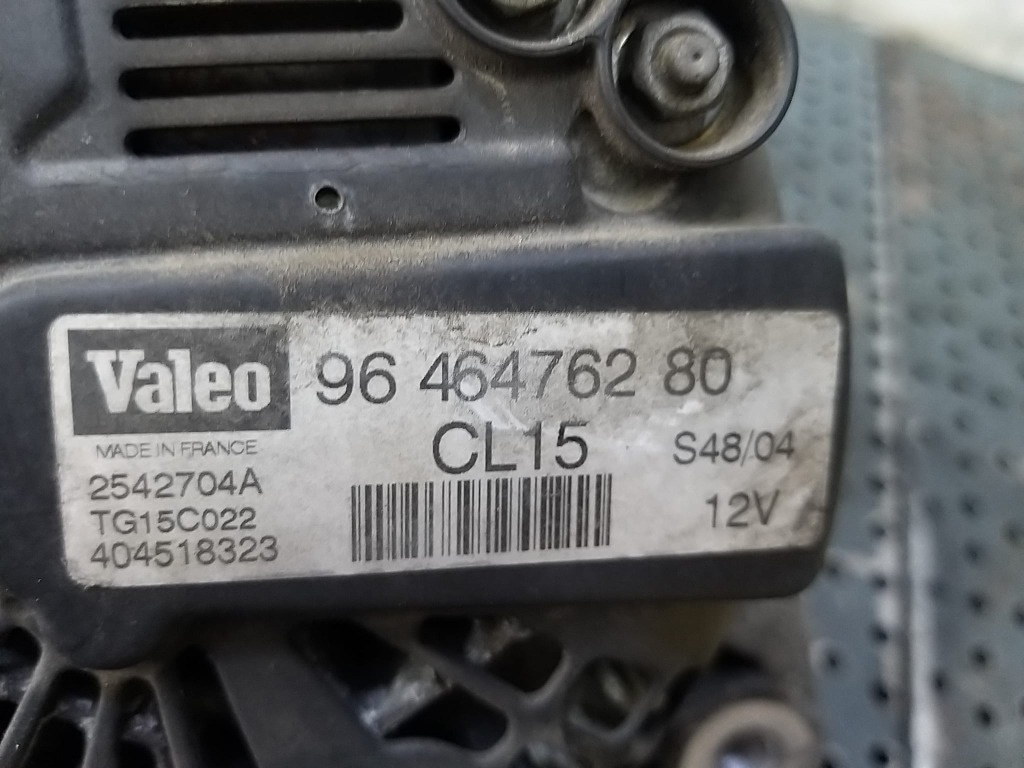 Valeo
96 464762 80
CL15
S48/04
MADE IN FRANCE
2542704A
TG15C022
12V
404518323